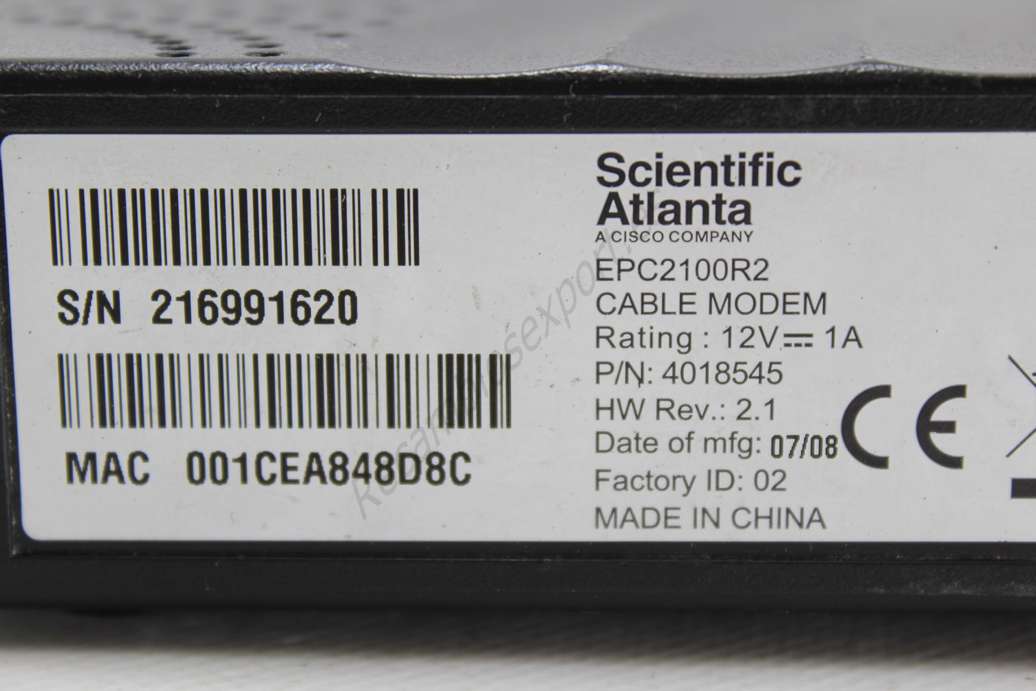 S/N 216991620
MAC 001CEA848D8C
Scientific
Atlanta
A CISCO COMPANY
EPC2100R2
CABLE MODEM
Rating : 12V⎓ 1A
P/N: 4018545
HW Rev.: 2.1
Date of mfg: 07/08
Factory ID: 02
MADE IN CHINA
CE